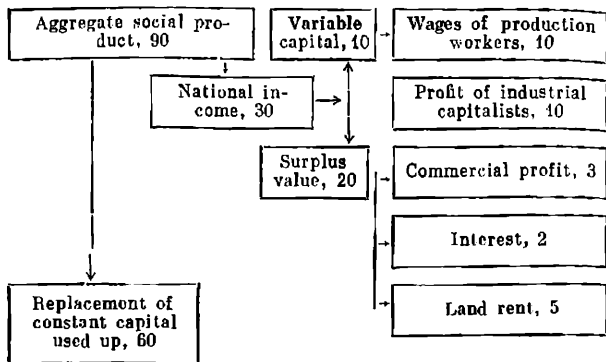 Aggregate social pro-
duct, 90
Variable
capital, 10
Wages of production
workers, 10
National in-
come, 30
Profit of industrial
capitalists, 10
Surplus
value, 20
Commercial profit, 3
Interest, 2
Land rent, 5
Replacement of
constant capital
used up, 60